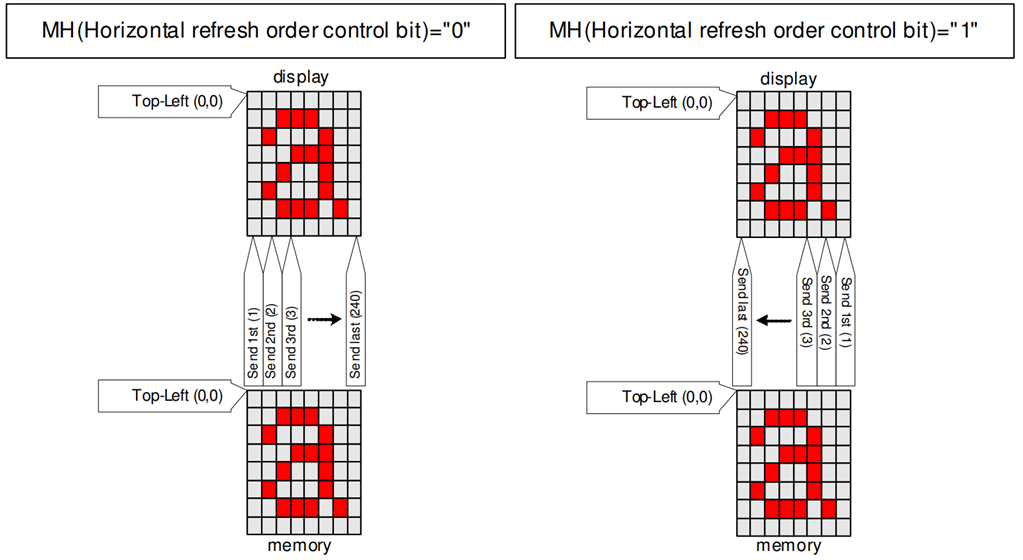 MH(Horizontal refresh order control bit)="0"
display
Top-Left (0,0)
Send 1st (1)
Send 2nd (2)
Send 3rd (3)
Send last (240)
Top-Left (0,0)
memory
MH(Horizontal refresh order control bit)="1"
display
Top-Left (0,0)
Send last (240)
Send 3rd (3)
Send 2nd (2)
Send 1st (1)
Top-Left (0,0)
memory